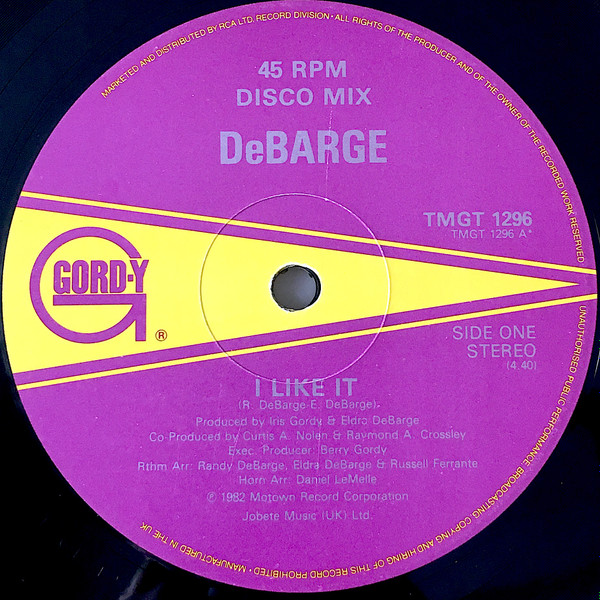 MARKETED AND DISTRIBUTED BY RCA LTD. RECORD DIVISION • ALL RIGHTS OF THE PRODUCER AND OF THE OWNER OF THE RECORDED WORK RESERVED
45 RPM
DISCO MIX
DeBARGE
TMGT 1296
TMGT 1296 A*
GORD-Y
®
SIDE ONE
STEREO
(4.40)
I LIKE IT
(R. DeBarge-E. DeBarge)
Produced by Iris Gordy & Eldra DeBarge
Co-Produced by Curtis A. Nolen & Raymond A. Crossley
Exec. Producer: Berry Gordy
Rthm Arr: Randy DeBarge, Eldra DeBarge & Russell Ferrante
Horn Arr: Daniel LeMelle
℗ 1982 Motown Record Corporation
Jobete Music (UK) Ltd.
UNAUTHORISED PUBLIC PERFORMANCE BROADCASTING, COPYING AND HIRING OF THIS RECORD PROHIBITED • MANUFACTURED IN THE UK